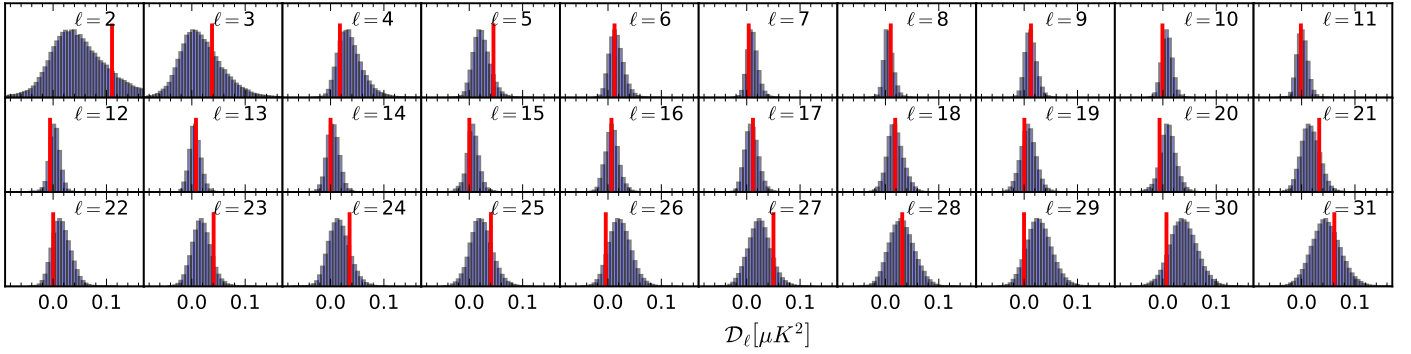 ℓ=2 ℓ=3 ℓ=4 ℓ=5 ℓ=6 ℓ=7 ℓ=8 ℓ=9 ℓ=10 ℓ=11
ℓ=12 ℓ=13 ℓ=14 ℓ=15 ℓ=16 ℓ=17 ℓ=18 ℓ=19 ℓ=20 ℓ=21
ℓ=22 ℓ=23 ℓ=24 ℓ=25 ℓ=26 ℓ=27 ℓ=28 ℓ=29 ℓ=30 ℓ=31
0.0 0.1 0.0 0.1 0.0 0.1 0.0 0.1 0.0 0.1 0.0 0.1 0.0 0.1 0.0 0.1 0.0 0.1 0.0 0.1
𝒟ℓ[μK²]